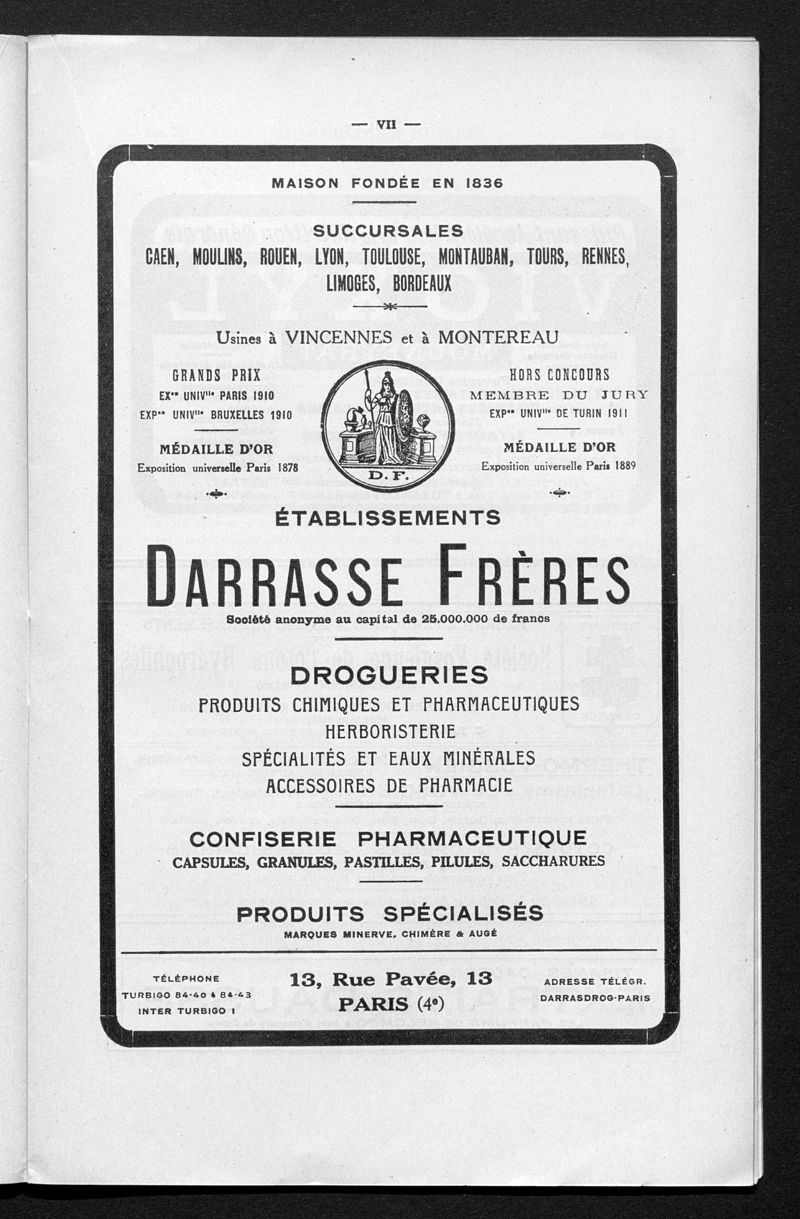 — VII —
MAISON FONDÉE EN 1836
SUCCURSALES
CAEN, MOULINS, ROUEN, LYON, TOULOUSE, MONTAUBAN, TOURS, RENNES,
LIMOGES, BORDEAUX
Usines à VINCENNES et à MONTEREAU
GRANDS PRIX
EXᵒⁿ UNIVˡˡᵉ PARIS 1910
EXPᵒⁿ UNIVˡˡᵉ BRUXELLES 1910
MÉDAILLE D'OR
Exposition universelle Paris 1878
HORS CONCOURS
MEMBRE DU JURY
EXPᵒⁿ UNIVˡˡᵉ DE TURIN 1911
MÉDAILLE D'OR
Exposition universelle Paris 1889
D. F.
ÉTABLISSEMENTS
DARRASSE FRÈRES
Société anonyme au capital de 25.000.000 de francs
DROGUERIES
PRODUITS CHIMIQUES ET PHARMACEUTIQUES
HERBORISTERIE
SPÉCIALITÉS ET EAUX MINÉRALES
ACCESSOIRES DE PHARMACIE
CONFISERIE PHARMACEUTIQUE
CAPSULES, GRANULES, PASTILLES, PILULES, SACCHARURES
PRODUITS SPÉCIALISÉS
MARQUES MINERVE, CHIMÈRE & AUGÉ
TÉLÉPHONE
TURBIGO 84-40 à 84-43
INTER TURBIGO 1
13, Rue Pavée, 13
PARIS (4ᵉ)
ADRESSE TÉLÉGR.
DARRASDROG-PARIS